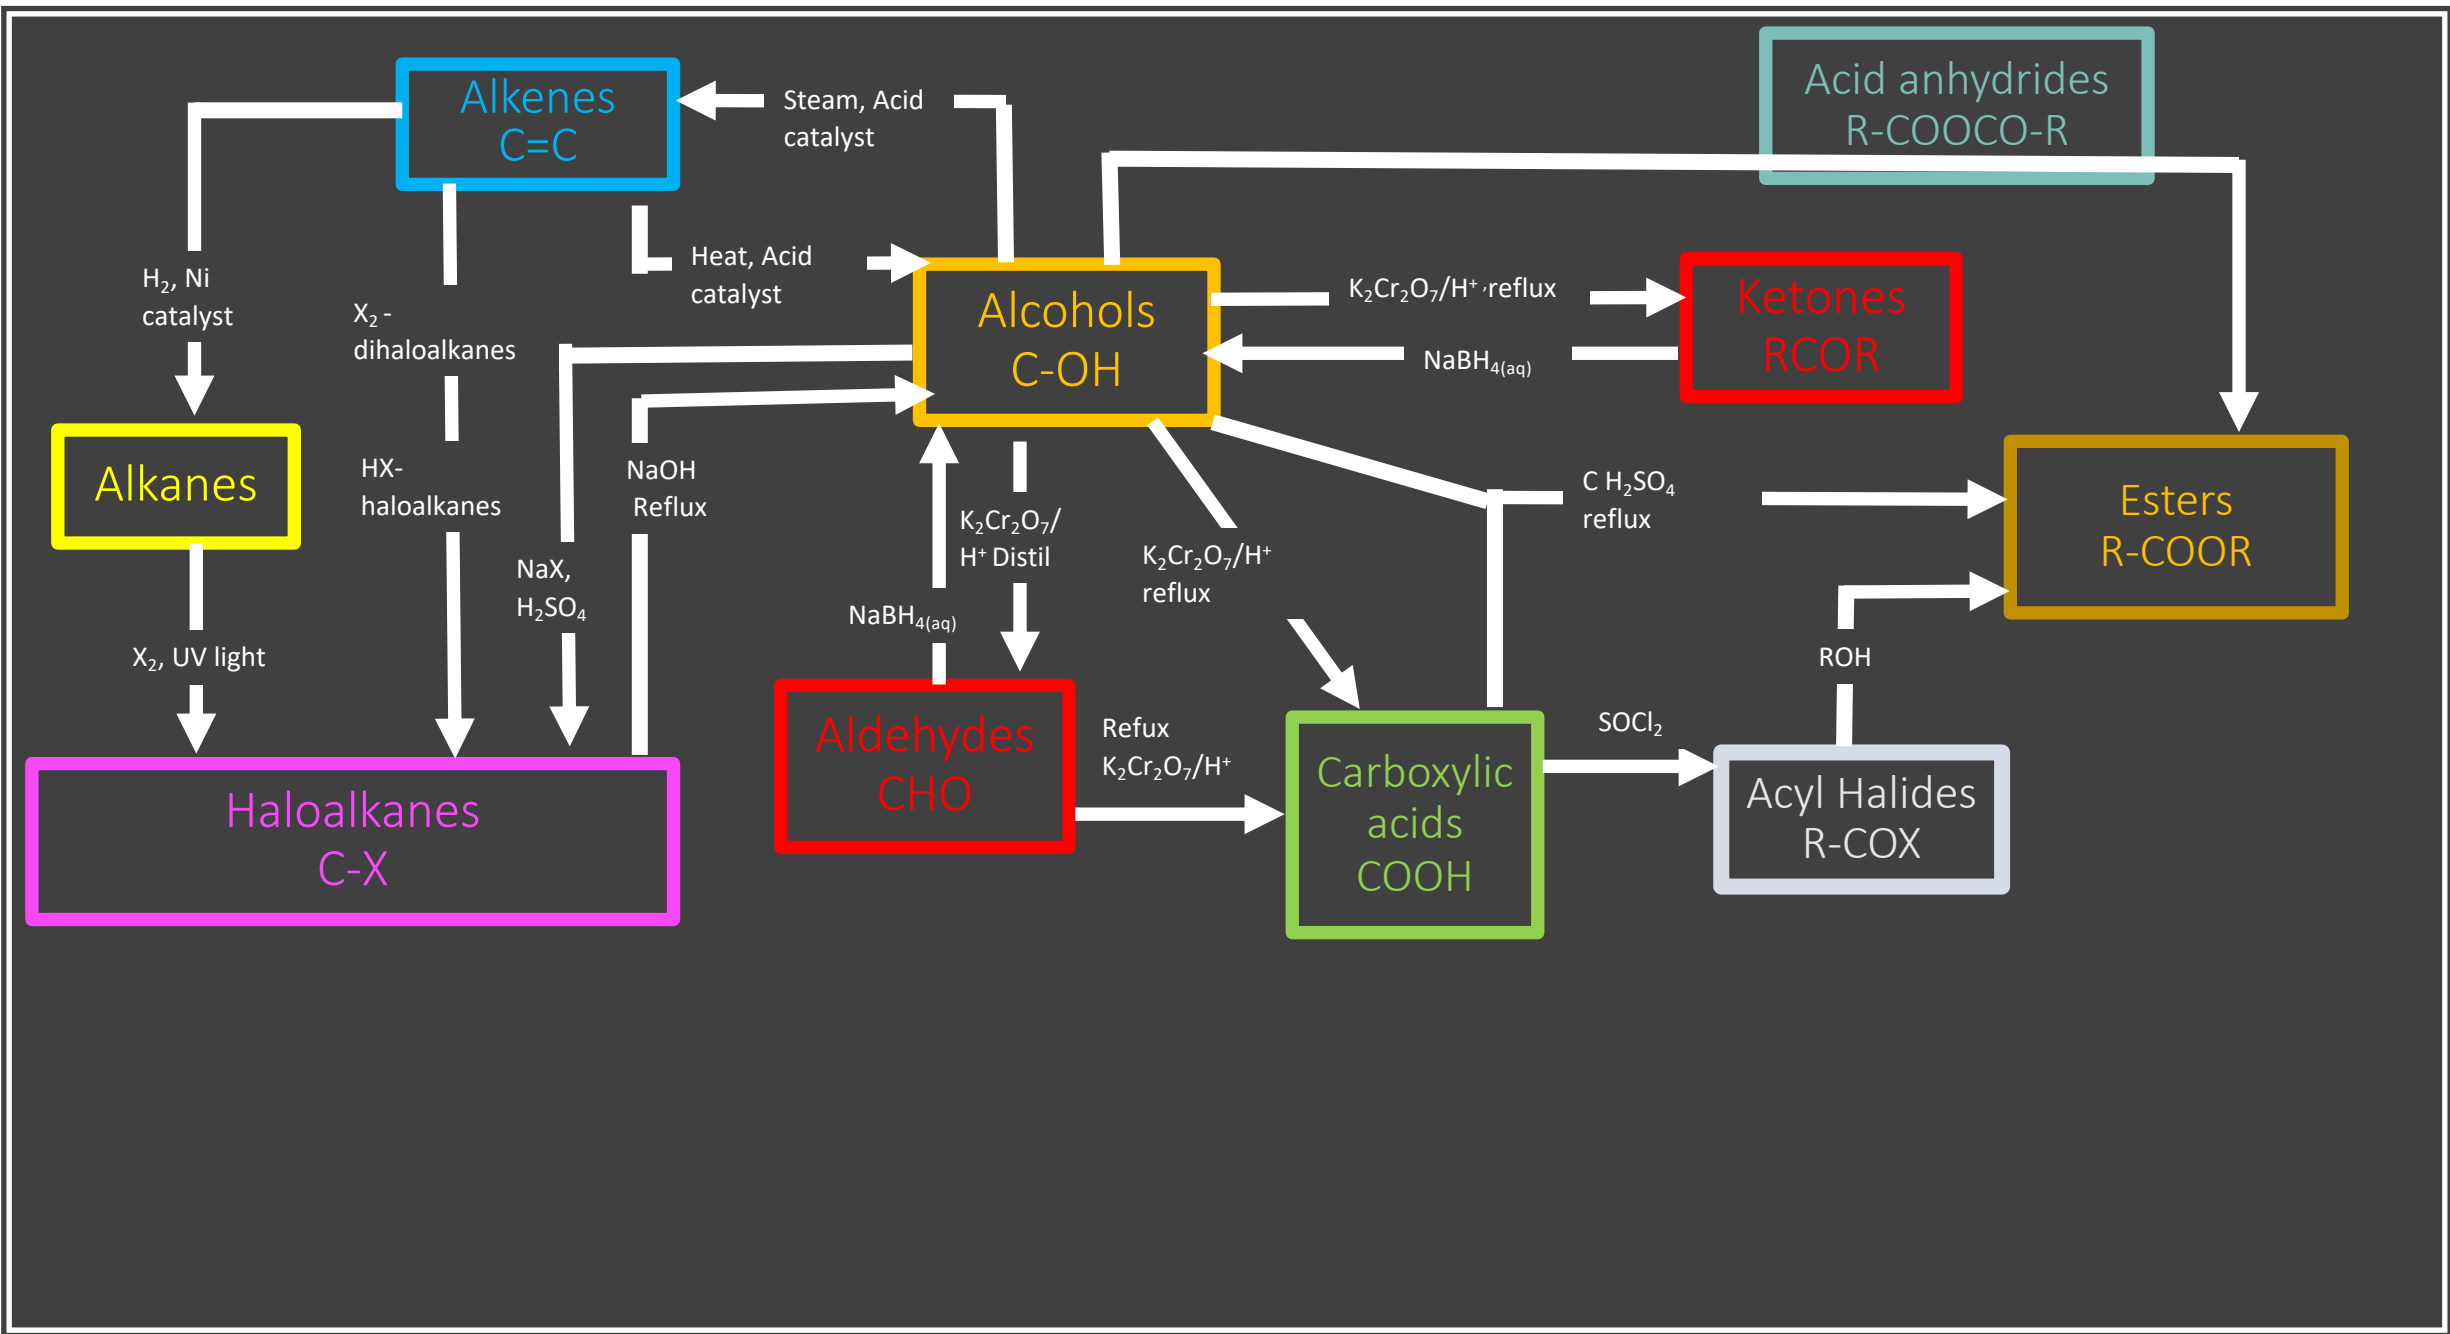 Acid anhydrides
R-COOCO-R
Alkenes
C=C
Steam, Acid
catalyst
Heat, Acid
catalyst
H₂, Ni
catalyst
X₂ -
dihaloalkanes
Alcohols
C-OH
K₂Cr₂O₇/H⁺ ,reflux
NaBH₄₍aq₎
Ketones
RCOR
Alkanes
HX-
haloalkanes
NaOH
Reflux
K₂Cr₂O₇/
H⁺ Distil
K₂Cr₂O₇/H⁺
reflux
C H₂SO₄
reflux
Esters
R-COOR
NaX,
H₂SO₄
NaBH₄₍aq₎
X₂, UV light
ROH
Haloalkanes
C-X
Aldehydes
CHO
Refux
K₂Cr₂O₇/H⁺
Carboxylic
acids
COOH
SOCl₂
Acyl Halides
R-COX